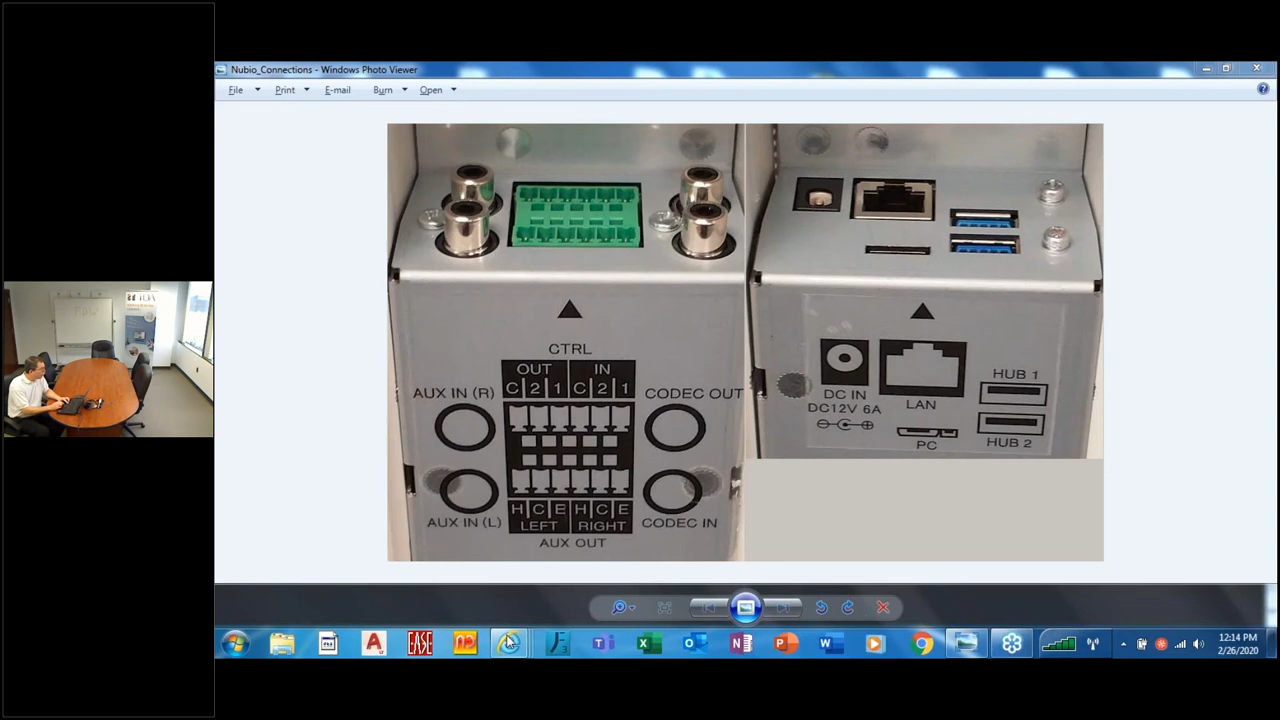 Nubio_Connections - Windows Photo Viewer
File Print E-mail Burn Open
CTRL
OUT IN
C 2 1 C 2 1
AUX IN (R)
CODEC OUT
AUX IN (L)
CODEC IN
H C E H C E
LEFT RIGHT
AUX OUT
DC IN
DC12V 6A
LAN
PC
HUB 1
HUB 2
TOA
EASE
12:14 PM
2/26/2020